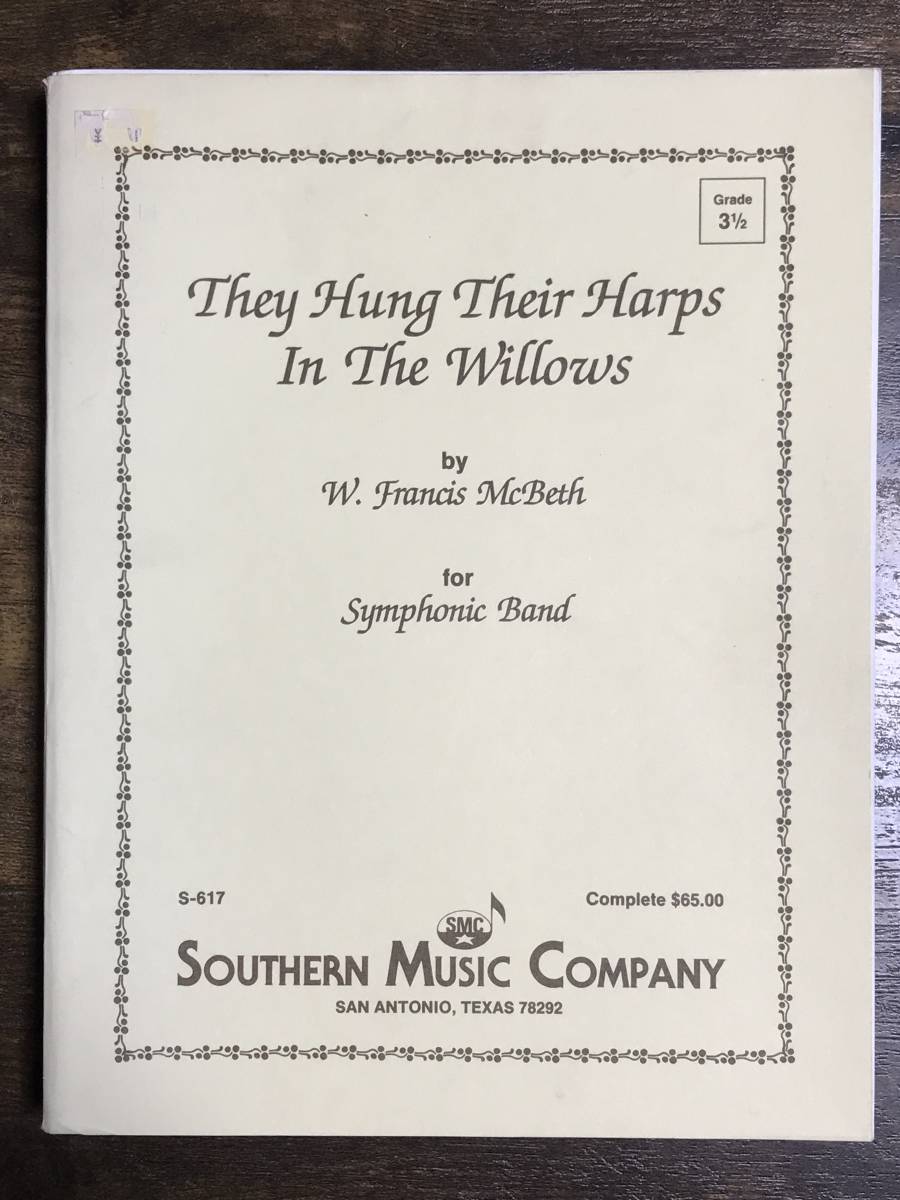 Grade
3½
They Hung Their Harps
In The Willows
by
W. Francis McBeth
for
Symphonic Band
S-617
Complete $65.00
SMC
SOUTHERN MUSIC COMPANY
SAN ANTONIO, TEXAS 78292